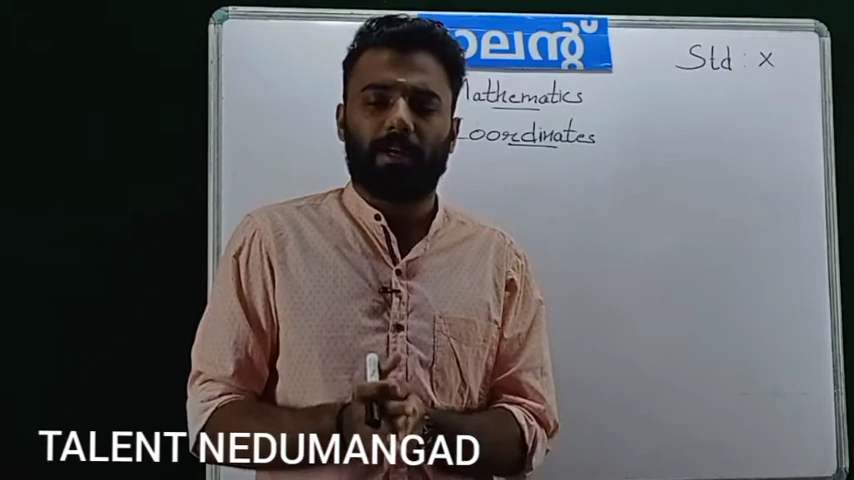 ാലന്റ്
Std : X
Mathematics
Coordinates
TALENT NEDUMANGAD